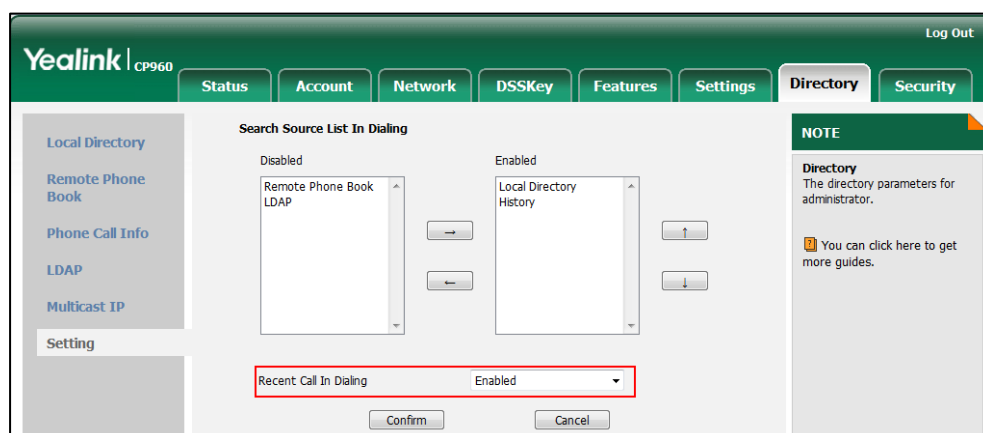 Log Out
Yealink CP960
Status Account Network DSSKey Features Settings Directory Security
Local Directory
Remote Phone
Book
Phone Call Info
LDAP
Multicast IP
Setting
Search Source List In Dialing
Disabled Enabled
Remote Phone Book
LDAP
Local Directory
History
→
←
↑
↓
Recent Call In Dialing Enabled
Confirm Cancel
NOTE
Directory
The directory parameters for
administrator.
? You can click here to get
more guides.